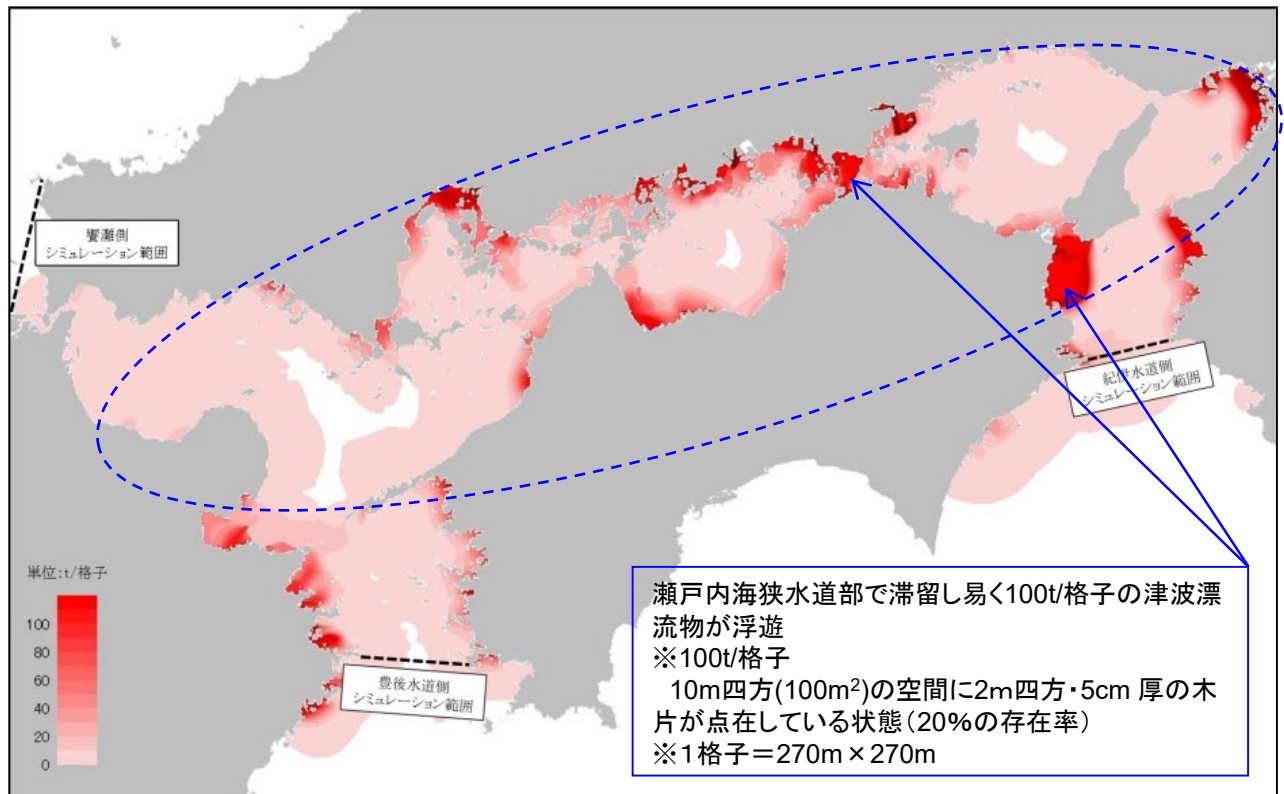 響灘側
シミュレーション範囲
紀伊水道側
シミュレーション範囲
豊後水道側
シミュレーション範囲
単位:t/格子
100
80
60
40
20
0
瀬戸内海狭水道部で滞留し易く100t/格子の津波漂
流物が浮遊
※100t/格子
10m四方(100m²)の空間に2m四方・5cm 厚の木
片が点在している状態(20%の存在率)
※1格子=270m×270m